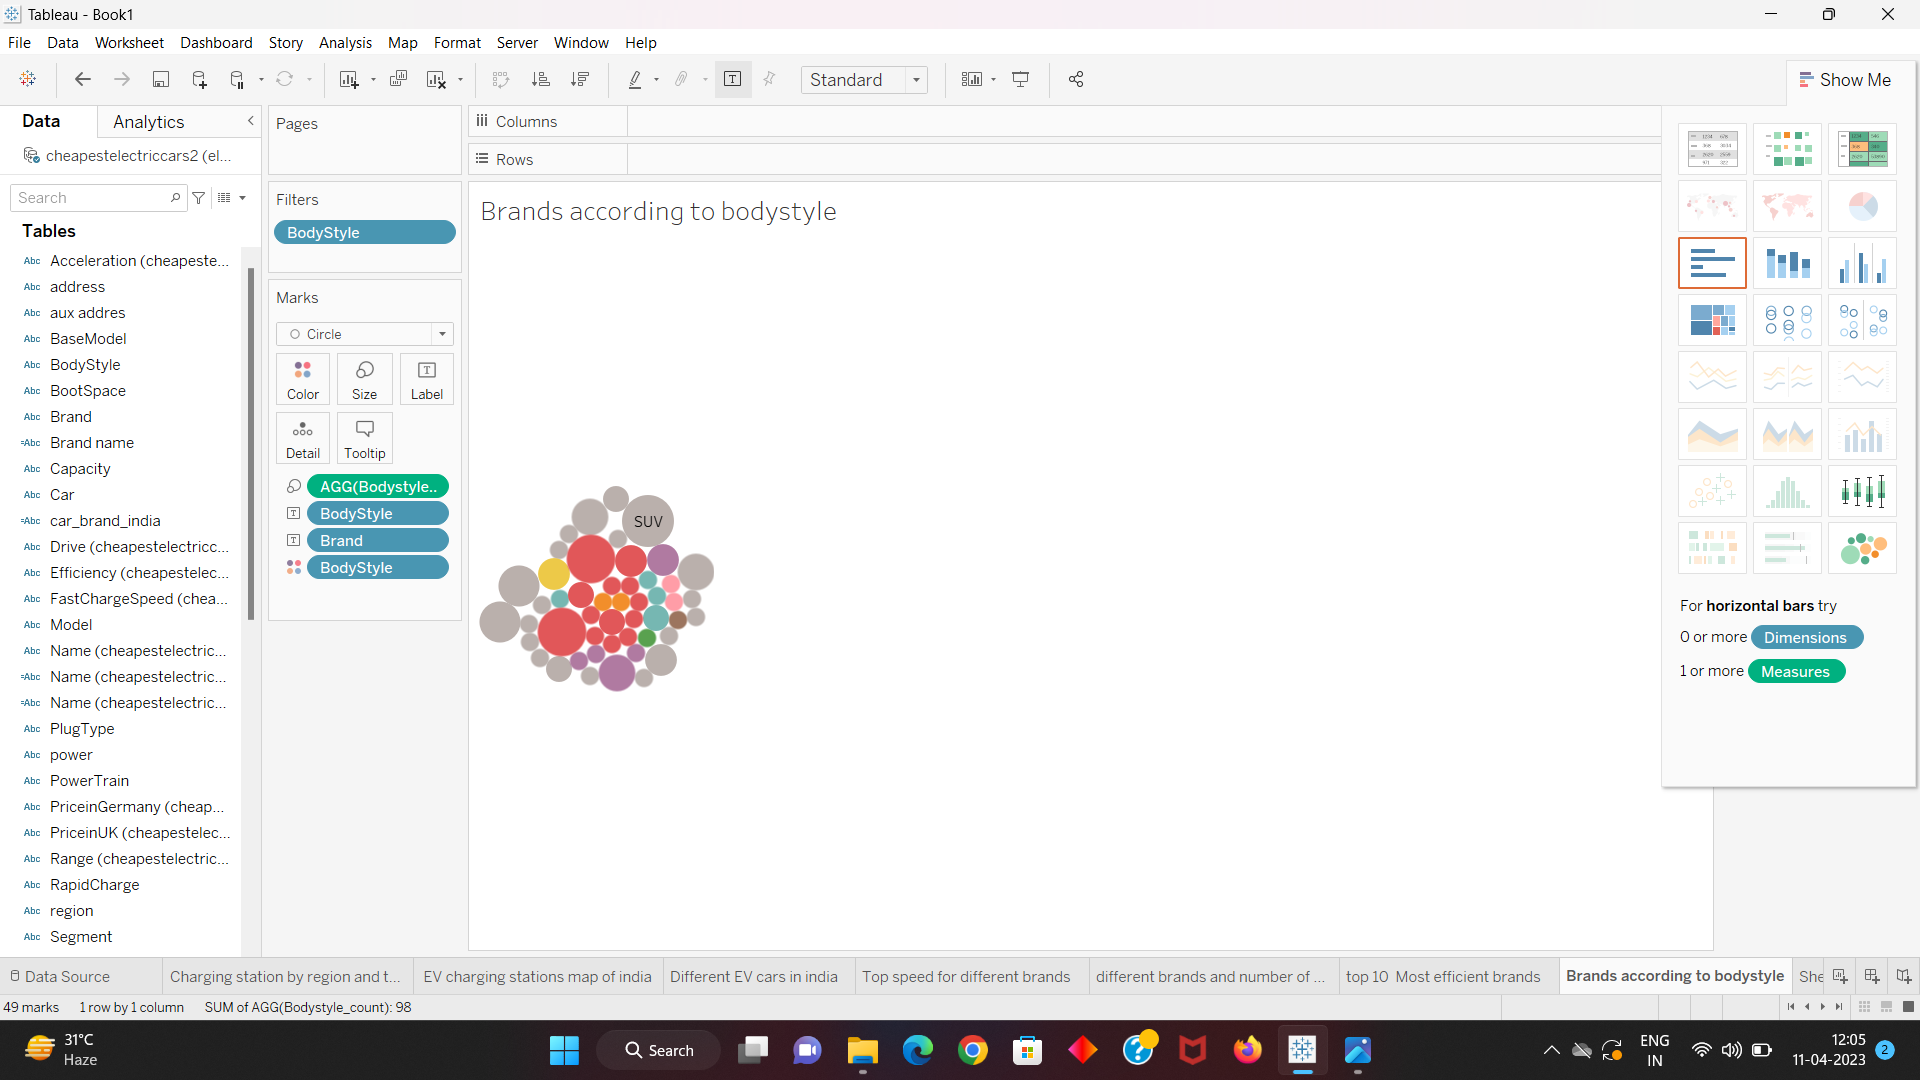 Tableau - Book1
File Data Worksheet Dashboard Story Analysis Map Format Server Window Help
Standard
Show Me
Data Analytics
cheapestelectriccars2 (el...
Search
Tables
Abc Acceleration (cheapeste...
Abc address
Abc aux addres
Abc BaseModel
Abc BodyStyle
Abc BootSpace
Abc Brand
=Abc Brand name
Abc Capacity
Abc Car
=Abc car_brand_india
Abc Drive (cheapestelectricc...
Abc Efficiency (cheapestelec...
Abc FastChargeSpeed (chea...
Abc Model
Abc Name (cheapestelectric...
=Abc Name (cheapestelectric...
=Abc Name (cheapestelectric...
Abc PlugType
Abc power
Abc PowerTrain
Abc PriceinGermany (cheap...
Abc PriceinUK (cheapestelec...
Abc Range (cheapestelectric...
Abc RapidCharge
Abc region
Abc Segment
Pages
Filters
BodyStyle
Marks
Circle
Color Size Label
Detail Tooltip
AGG(Bodystyle..
BodyStyle
Brand
BodyStyle
Columns
Rows
Brands according to bodystyle
SUV
For horizontal bars try
0 or more Dimensions
1 or more Measures
Data Source Charging station by region and t... EV charging stations map of india Different EV cars in india Top speed for different brands different brands and number of ... top 10 Most efficient brands Brands according to bodystyle She
49 marks 1 row by 1 column SUM of AGG(Bodystyle_count): 98
31°C
Haze
Search
ENG
IN
12:05
11-04-2023
2